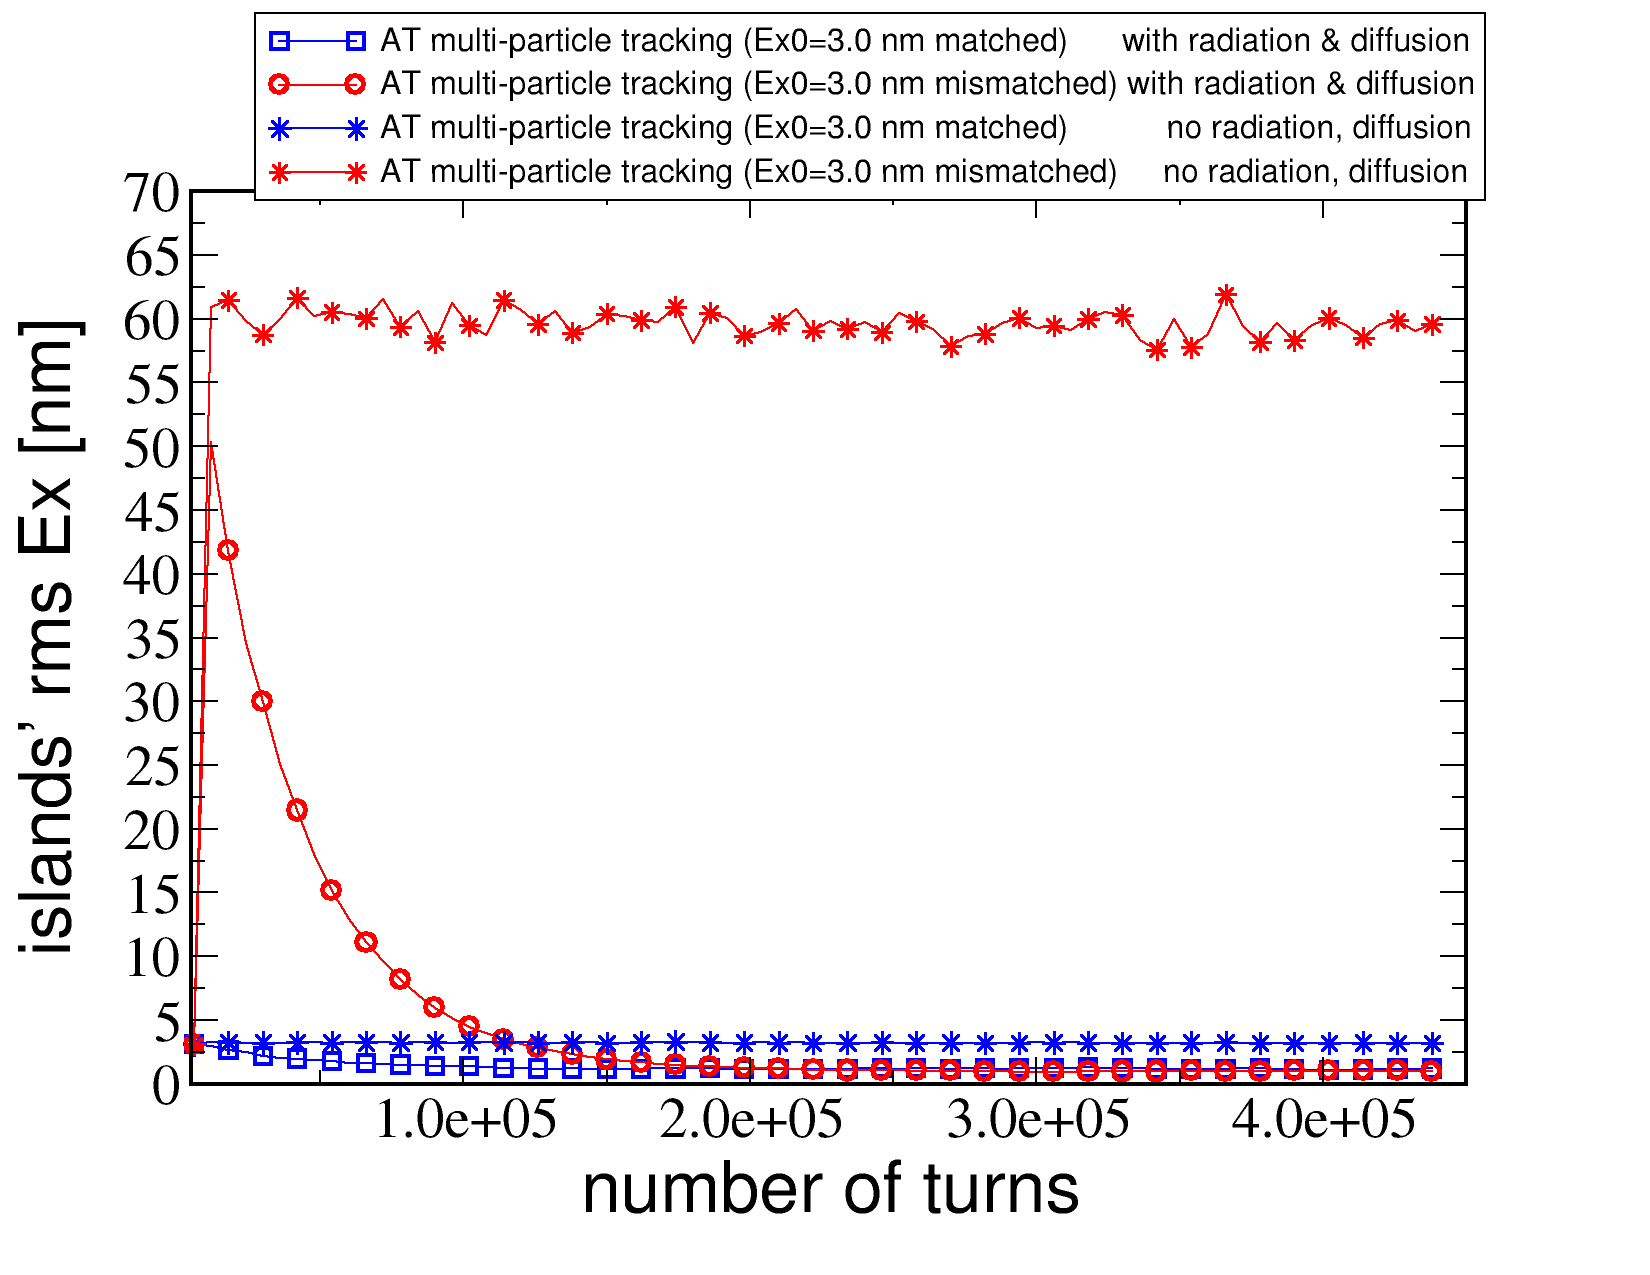 AT multi-particle tracking (Ex0=3.0 nm matched) with radiation & diffusion
AT multi-particle tracking (Ex0=3.0 nm mismatched) with radiation & diffusion
AT multi-particle tracking (Ex0=3.0 nm matched) no radiation, diffusion
AT multi-particle tracking (Ex0=3.0 nm mismatched) no radiation, diffusion
70
65
60
55
50
45
40
35
30
25
20
15
10
5
0
islands’ rms Ex [nm]
1.0e+05 2.0e+05 3.0e+05 4.0e+05
number of turns